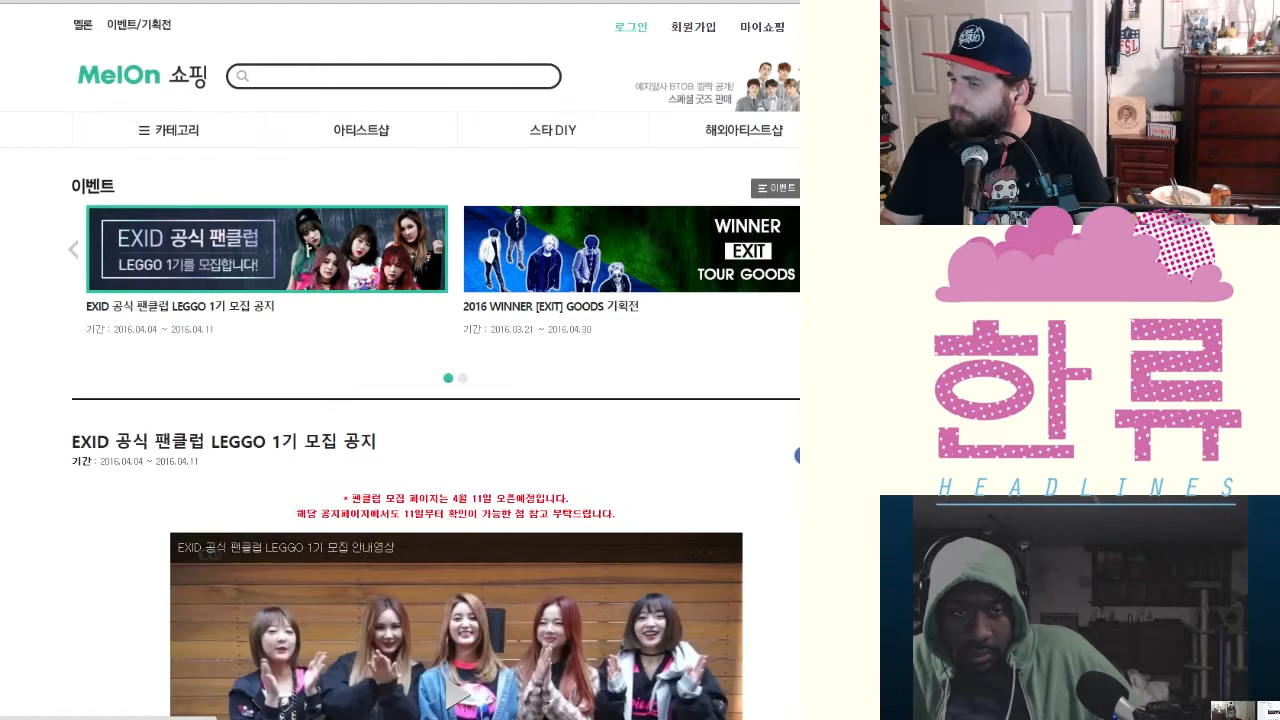 멜론 이벤트/기획전
로그인 회원가입 마이쇼핑
MelOn 쇼핑
예지앞사 BTOB 깜짝 공개!
스페셜 굿즈 판매
카테고리 아티스트샵 스타 DIY 해외아티스트샵
이벤트
이벤트
EXID 공식 팬클럽
LEGGO 1기를 모집합니다!
WINNER
EXIT
TOUR GOODS
EXID 공식 팬클럽 LEGGO 1기 모집 공지
2016 WINNER [EXIT] GOODS 기획전
기간 : 2016.04.04 ~ 2016.04.11
기간 : 2016.03.21 ~ 2016.04.30
EXID 공식 팬클럽 LEGGO 1기 모집 공지
기간 : 2016.04.04 ~ 2016.04.11
* 팬클럽 모집 페이지는 4월 11일 오픈예정입니다.
해당 공지페이지에서도 11일부터 확인이 가능한 점 참고 부탁드립니다.
EXID 공식 팬클럽 LEGGO 1기 모집 안내영상
NFL
한류
HEADLINES